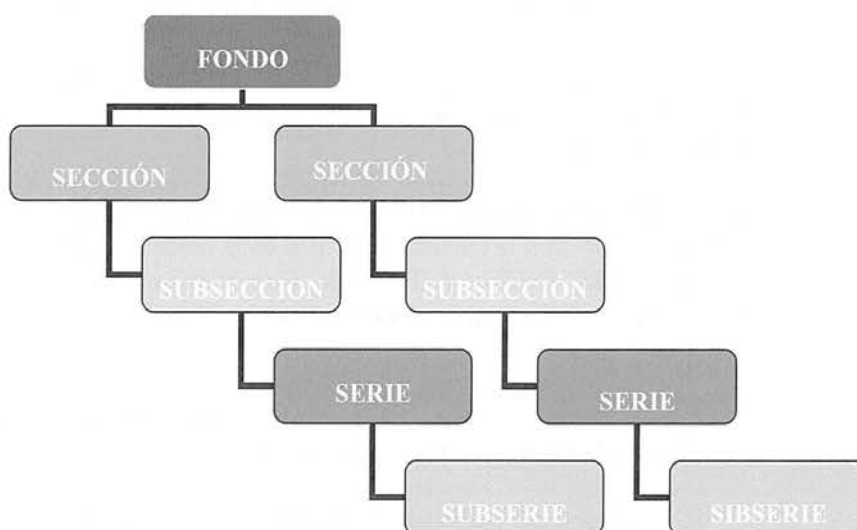 FONDO
SECCIÓN
SECCIÓN
SUBSECCION
SUBSECCIÓN
SERIE
SERIE
SUBSERIE
SIBSERIE